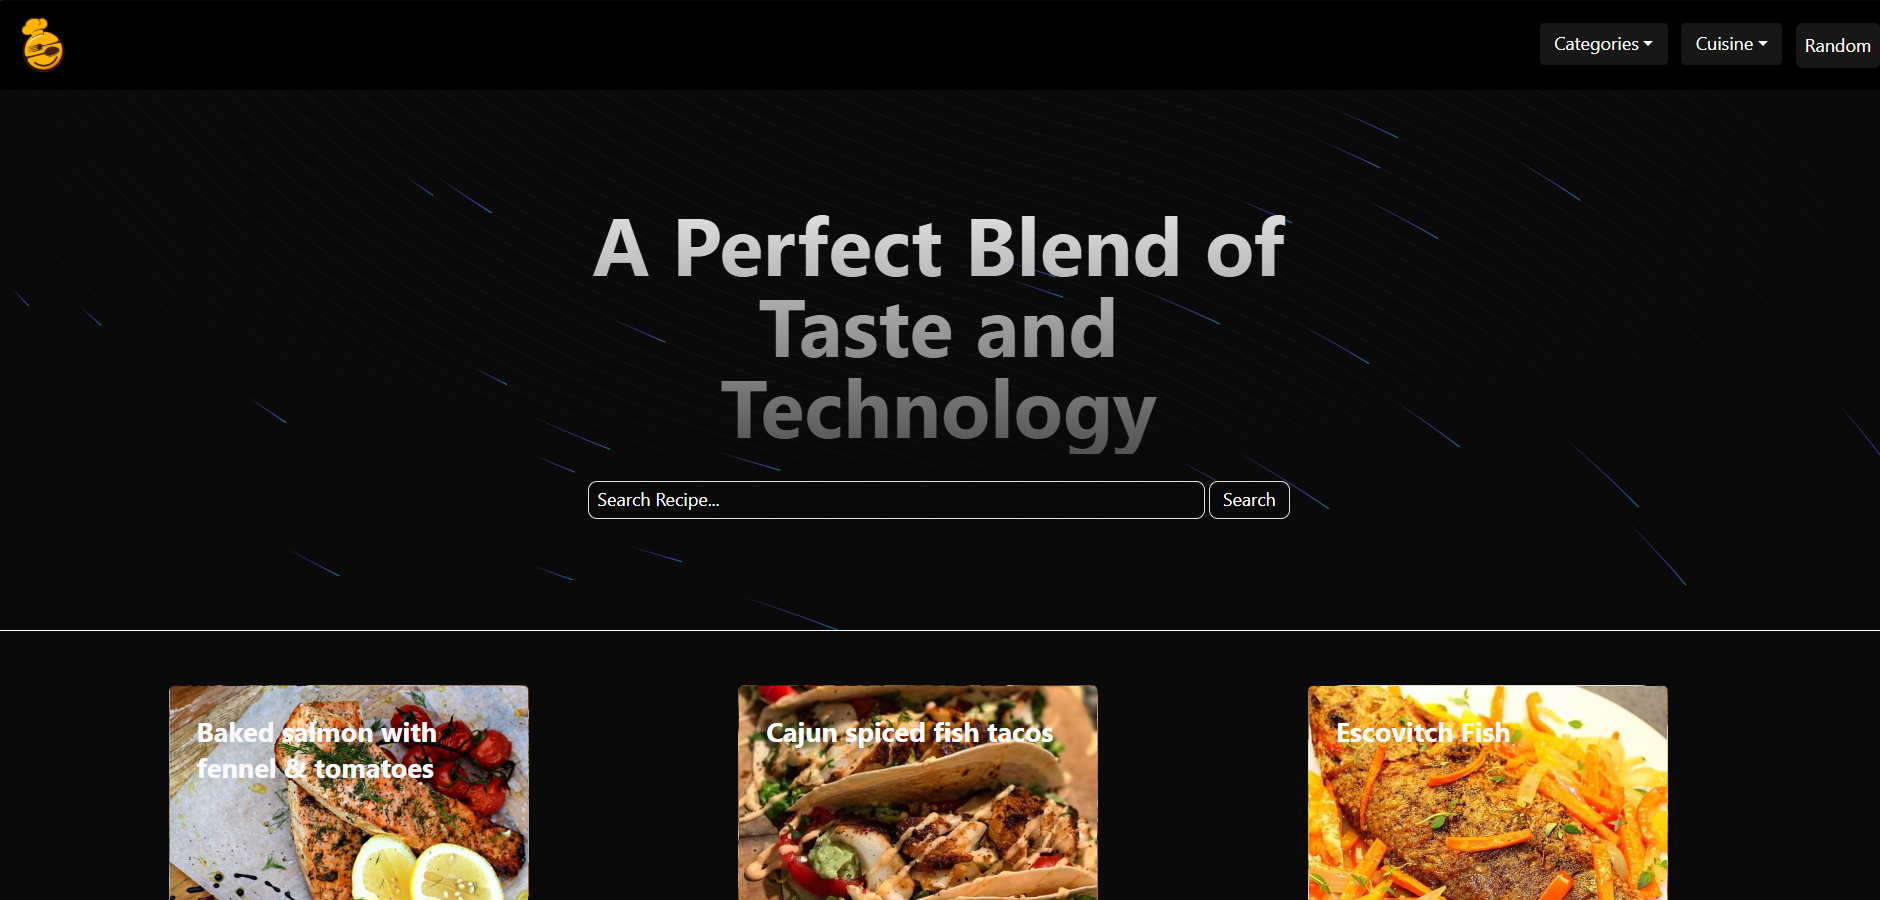 Categories
Cuisine
Random
A Perfect Blend of
Taste and
Technology
Search Recipe...
Search
Baked salmon with
fennel & tomatoes
Cajun spiced fish tacos
Escovitch Fish